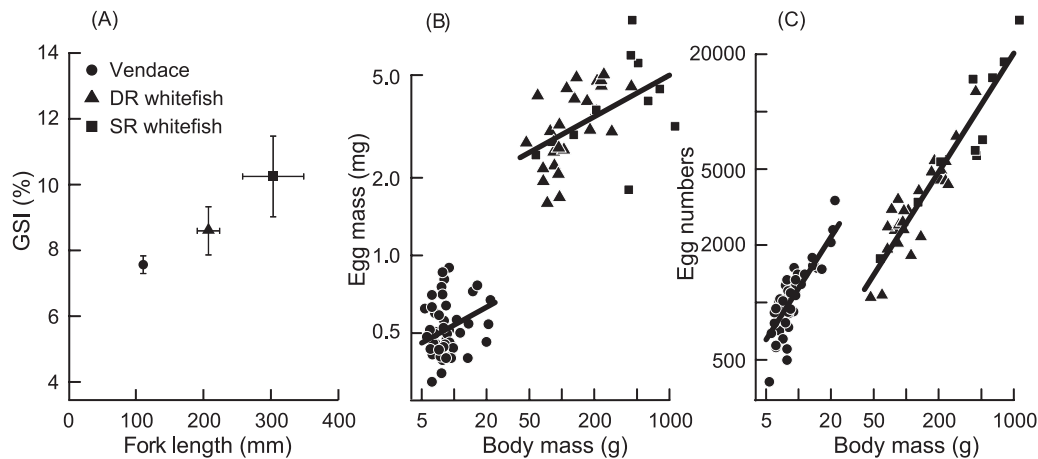 (A)
GSI (%)
14
12
10
8
6
4
0
100
200
300
400
Fork length (mm)
Vendace
DR whitefish
SR whitefish
(B)
Egg mass (mg)
5.0
2.0
1.0
0.5
5
20
50
200
1000
Body mass (g)
(C)
Egg numbers
20000
5000
2000
500
5
20
50
200
1000
Body mass (g)